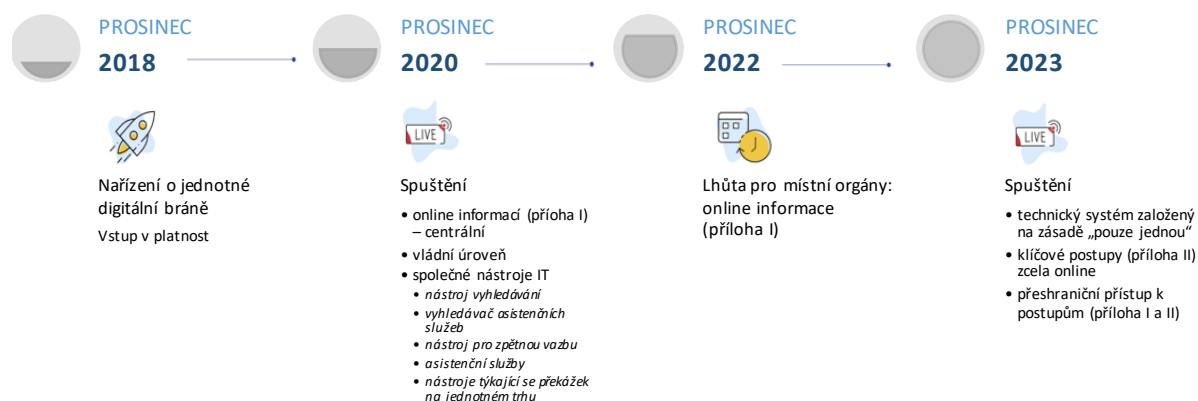 PROSINEC
2018
Nařízení o jednotné
digitální bráně
Vstup v platnost
PROSINEC
2020
LIVE
Spuštění
• online informací (příoha I)
– centrální
• vládní úroveň
• společné nástroje IT
• nástroj vyhledávání
• vyhledávač asistenčních
služeb
• nástroj pro zpětnou vazbu
• asistenční služby
• nástroje týkající se překážek
na jednotném trhu
PROSINEC
2022
Lhůta pro místní orgány:
online informace
(příloha I)
PROSINEC
2023
LIVE
Spuštění
• technický systém založený
na zásadě „pouze jednou“
• klíčové postupy (příloha II)
zcela online
• přeshraniční přístup k
postupům (příloha I a II)